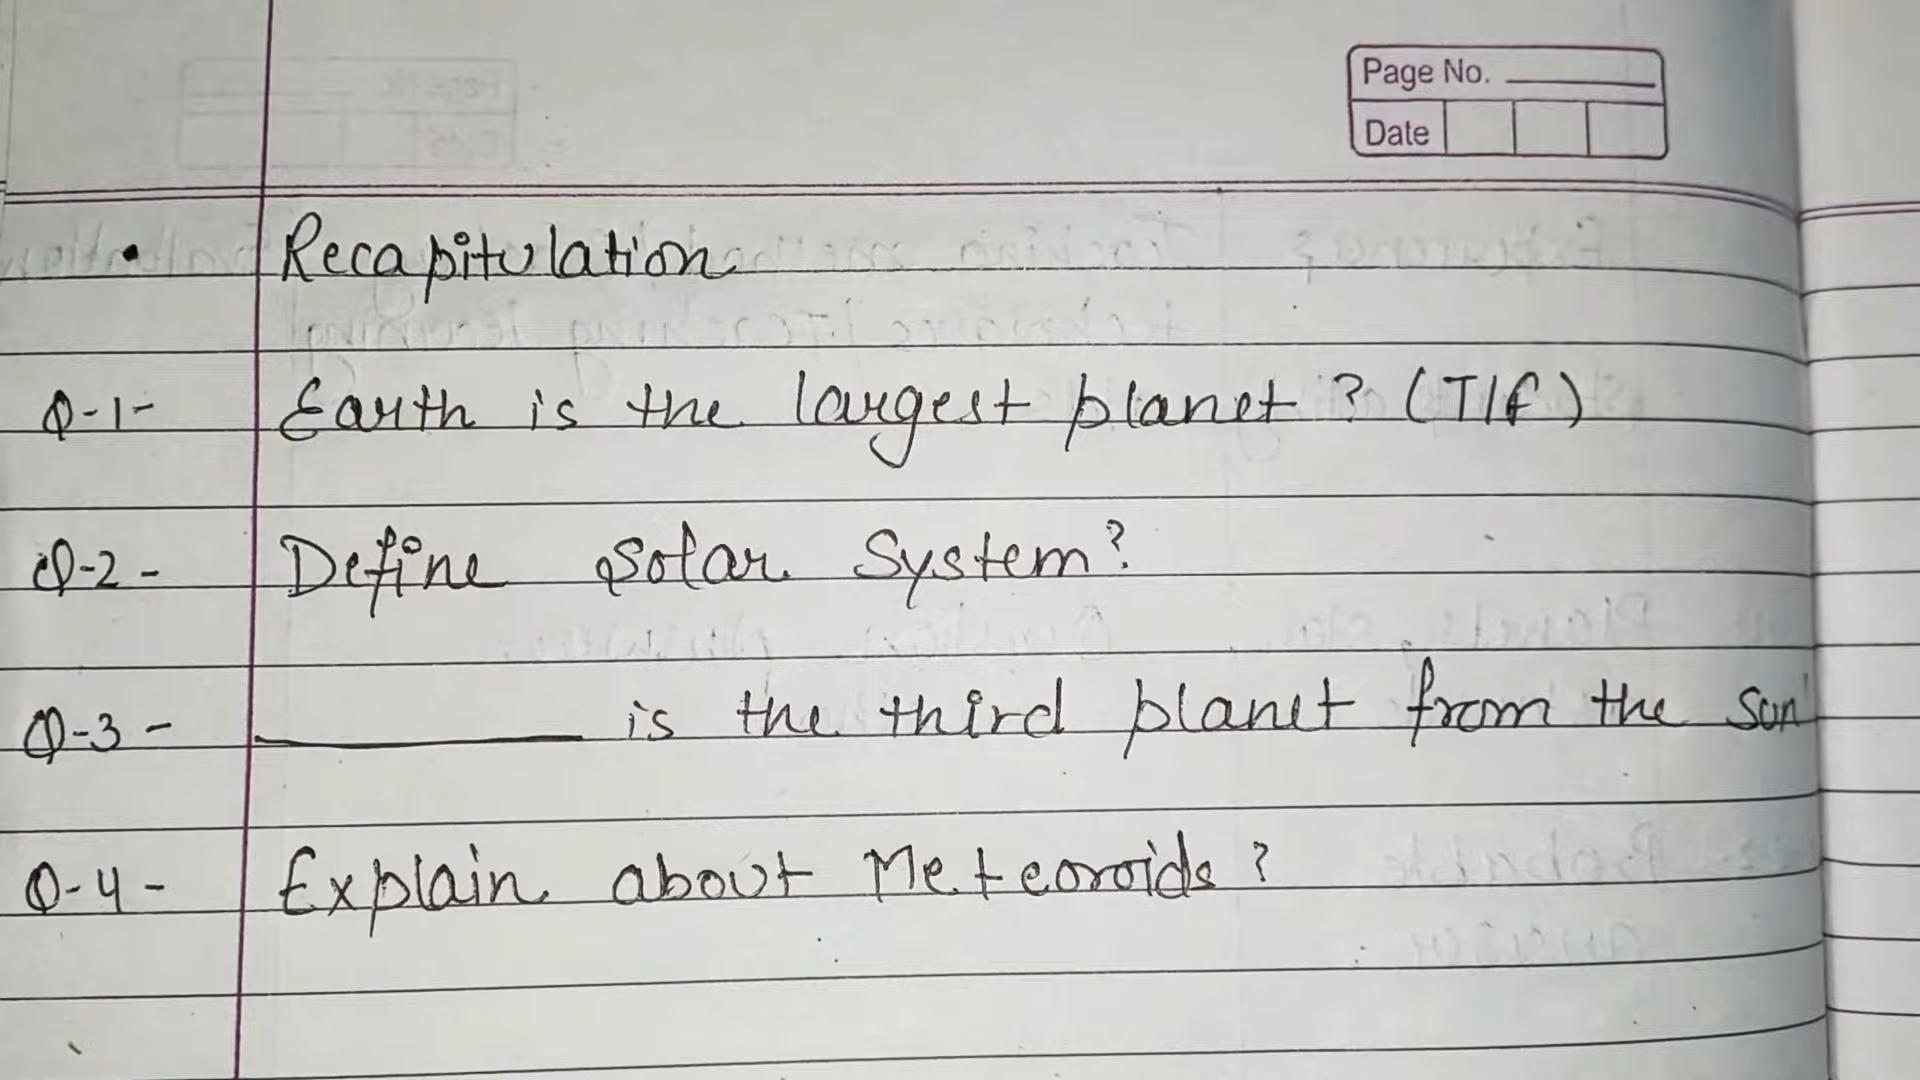 Page No.
Date
• Recapitulation
Q-1- Earth is the largest planet? (T/F)
Q-2- Define Solar System?
Q-3- ______ is the third planet from the sun
Q-4- Explain about Meteoroids?